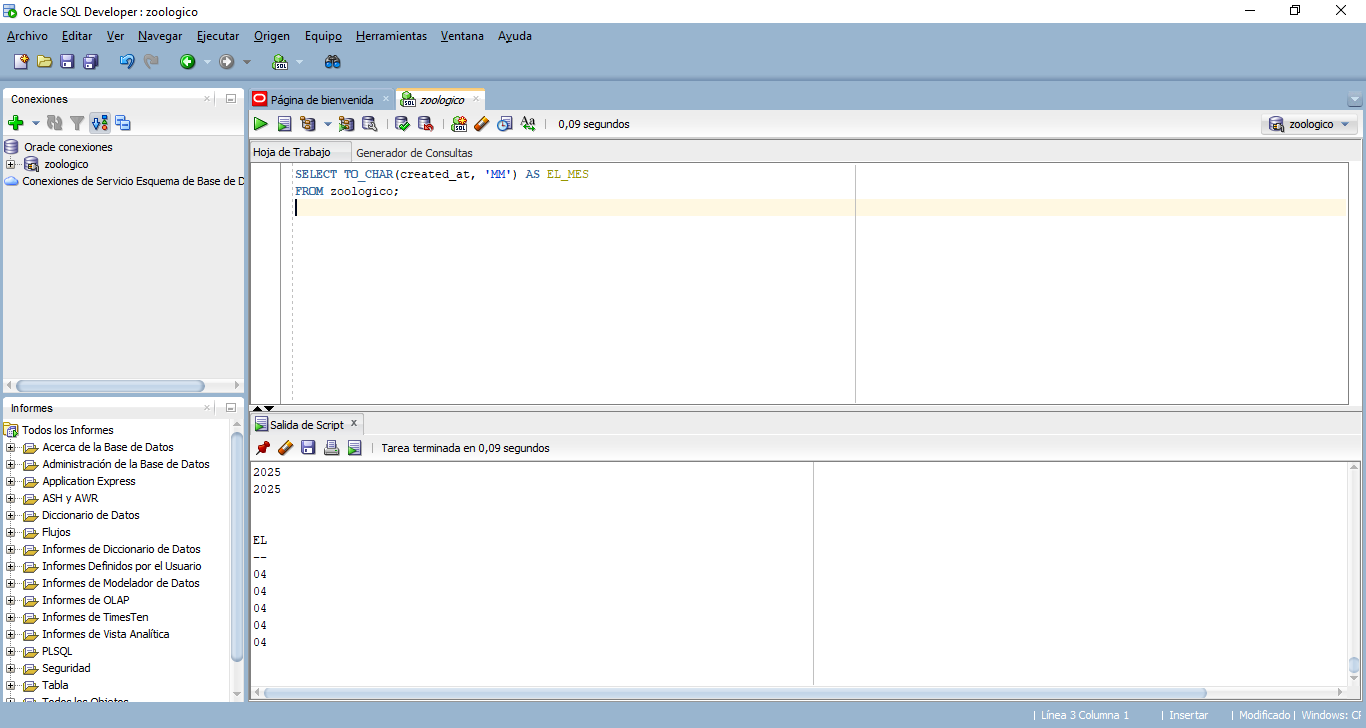 Oracle SQL Developer : zoologico
Archivo Editar Ver Navegar Ejecutar Origen Equipo Herramientas Ventana Ayuda
Conexiones
Oracle conexiones
zoologico
Conexiones de Servicio Esquema de Base de D
Informes
Todos los Informes
Acerca de la Base de Datos
Administración de la Base de Datos
Application Express
ASH y AWR
Diccionario de Datos
Flujos
Informes de Diccionario de Datos
Informes Definidos por el Usuario
Informes de Modelador de Datos
Informes de OLAP
Informes de TimesTen
Informes de Vista Analítica
PLSQL
Seguridad
Tabla
Todos los Objetos
Página de bienvenida zoologico
0,09 segundos zoologico
Hoja de Trabajo Generador de Consultas
SELECT TO_CHAR(created_at, 'MM') AS EL_MES
FROM zoologico;
Salida de Script
Tarea terminada en 0,09 segundos
2025
2025
EL
--
04
04
04
04
04
| Línea 3 Columna 1 | Insertar | Modificado | Windows: CR